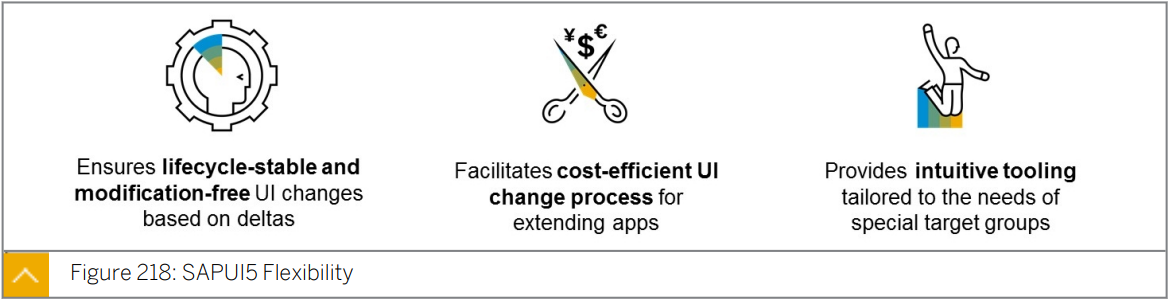 ¥ $ €
Ensures lifecycle-stable and
modification-free UI changes
based on deltas
Facilitates cost-efficient UI
change process for
extending apps
Provides intuitive tooling
tailored to the needs of
special target groups
Figure 218: SAPUI5 Flexibility